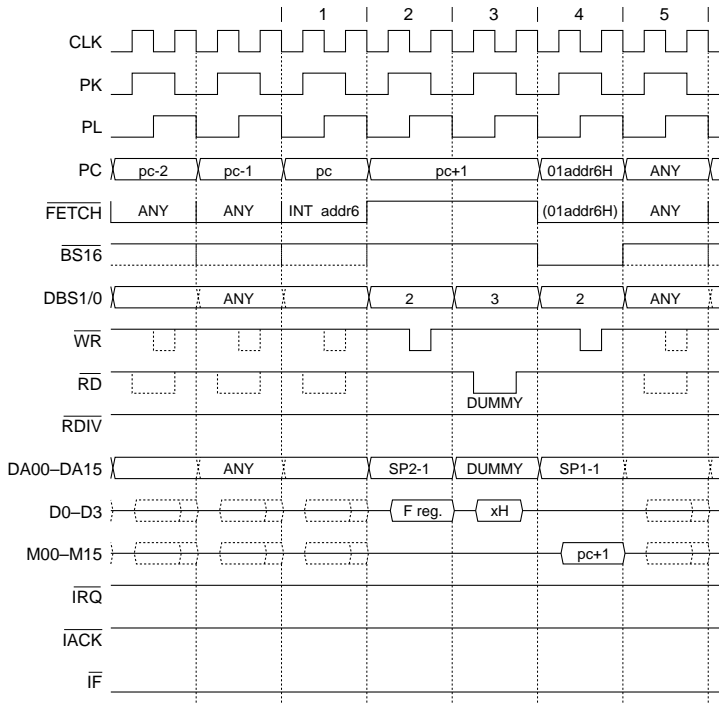 1 2 3 4 5
CLK
PK
PL
PC pc-2 pc-1 pc pc+1 01addr6H ANY
FETCH ANY ANY INT addr6 (01addr6H) ANY
BS16
DBS1/0 ANY 2 3 2 ANY
WR
RD
DUMMY
RDIV
DA00–DA15 ANY SP2-1 DUMMY SP1-1
D0–D3 F reg. xH
M00–M15 pc+1
IRQ
IACK
IF